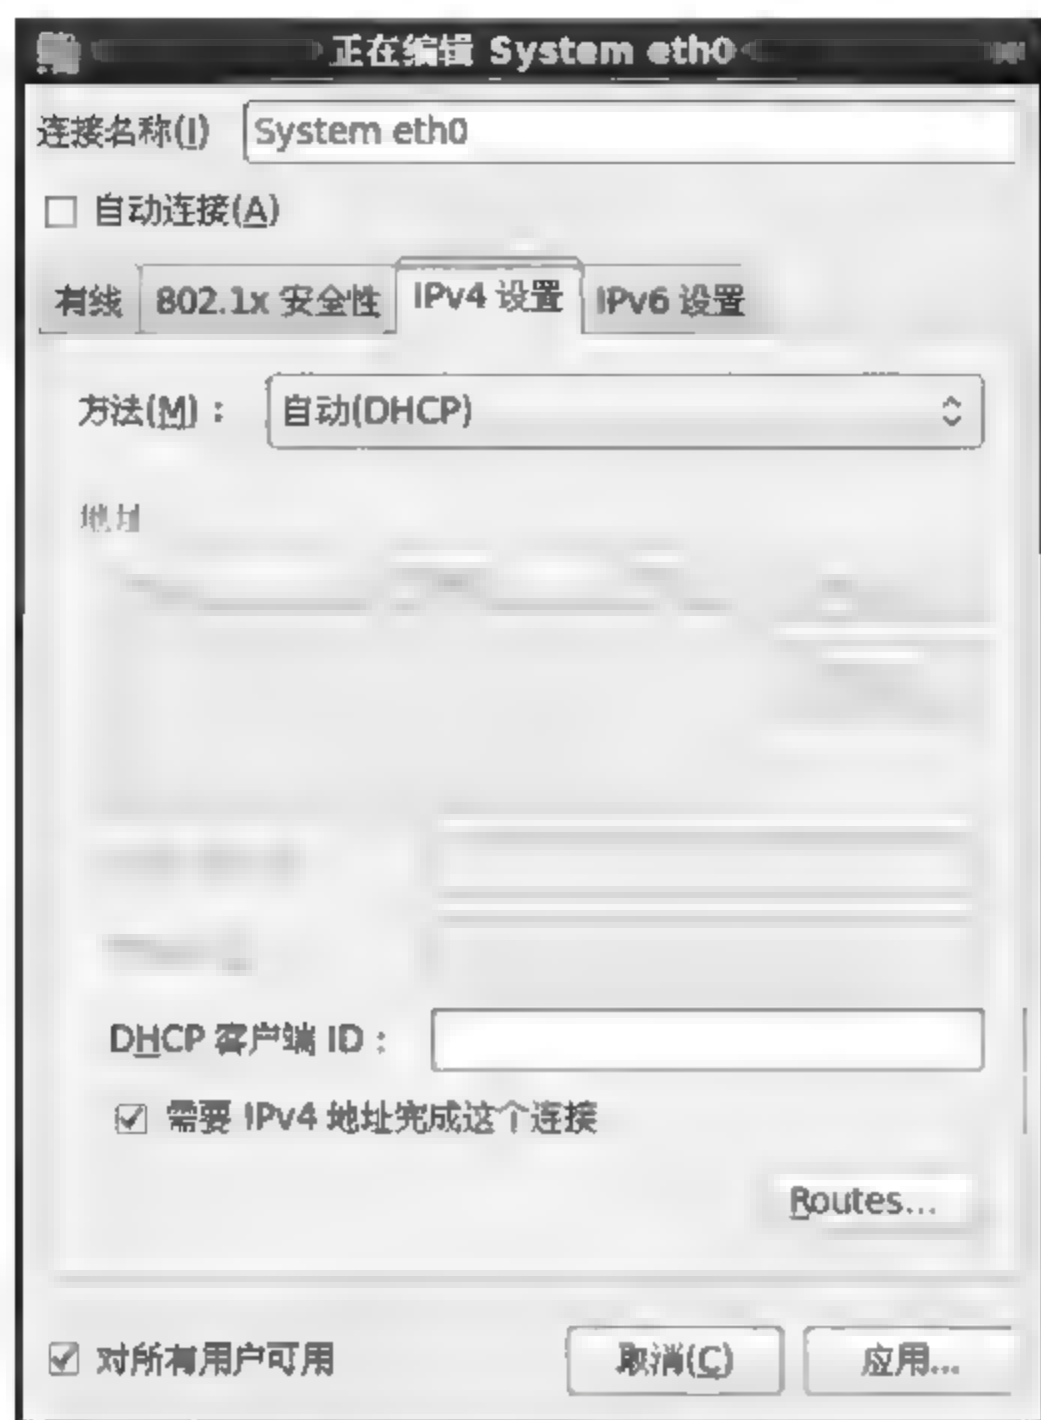 正在编辑 System eth0
连接名称(I) System eth0
自动连接(A)
有线 802.1x 安全性 IPv4 设置 IPv6 设置
方法(M)： 自动(DHCP)
地址
DHCP 客户端 ID：
需要 IPv4 地址完成这个连接
Routes...
对所有用户可用 取消(C) 应用...